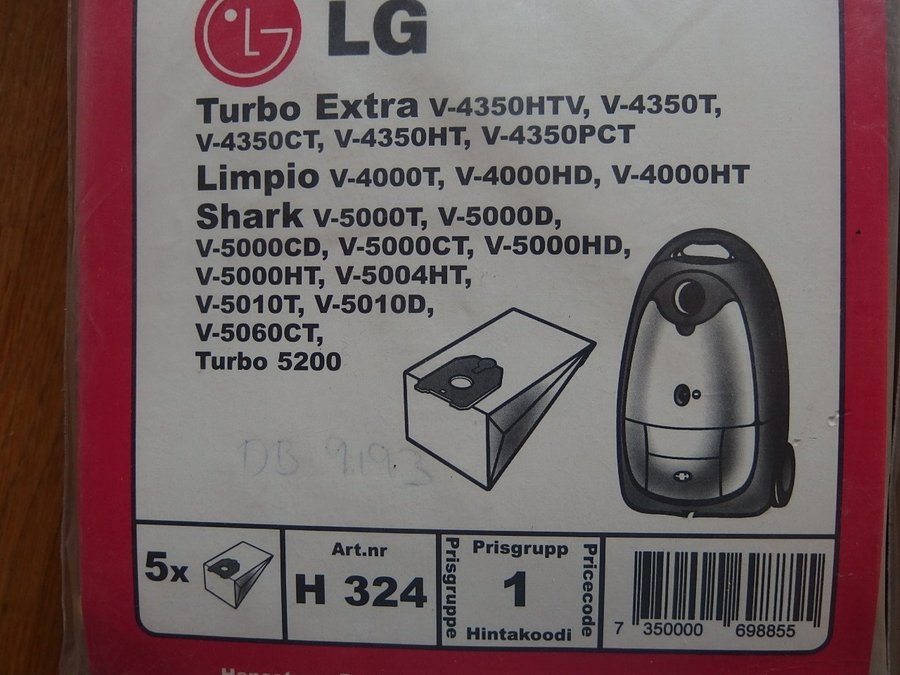 LG
Turbo Extra V-4350HTV, V-4350T,
V-4350CT, V-4350HT, V-4350PCT
Limpio V-4000T, V-4000HD, V-4000HT
Shark V-5000T, V-5000D,
V-5000CD, V-5000CT, V-5000HD,
V-5000HT, V-5004HT,
V-5010T, V-5010D,
V-5060CT,
Turbo 5200
DB 9.193
5x
Art.nr
H 324
Prisgruppe
Prisgrupp
1
Hintakoodi
Pricecode
7 350000 698855